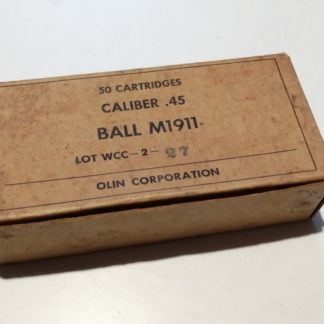 50 CARTRIDGES
CALIBER .45
BALL M1911
LOT WCC-2-27
OLIN CORPORATION